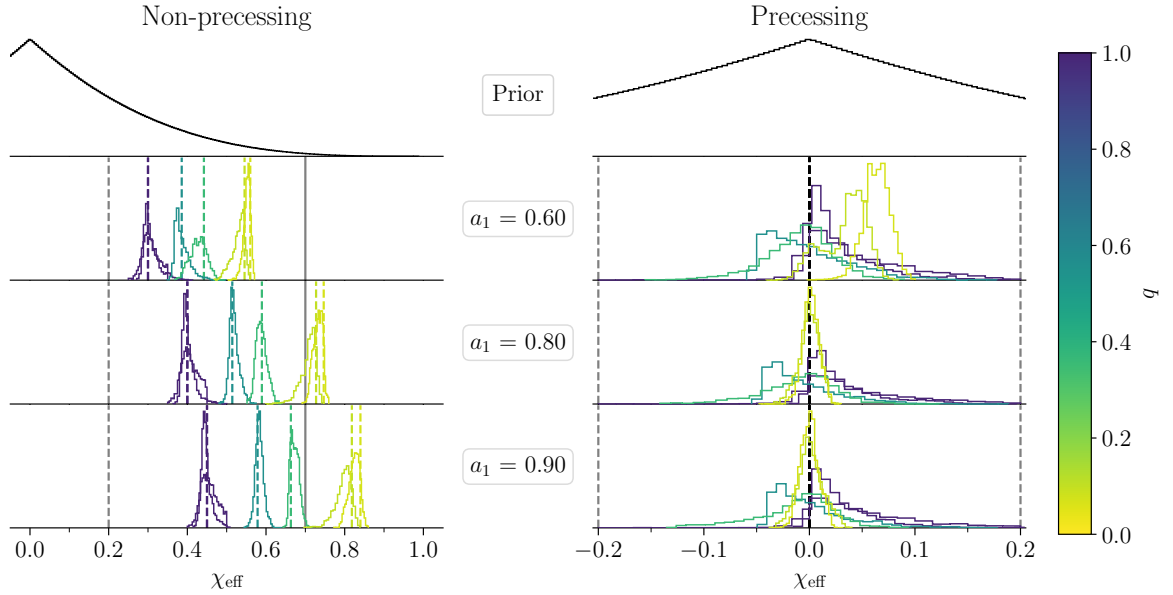 Non-precessing
Precessing
Prior
a₁ = 0.60
a₁ = 0.80
a₁ = 0.90
0.0 0.2 0.4 0.6 0.8 1.0
χeff
−0.2 −0.1 0.0 0.1 0.2
χeff
1.0
0.8
0.6
0.4
0.2
0.0
q